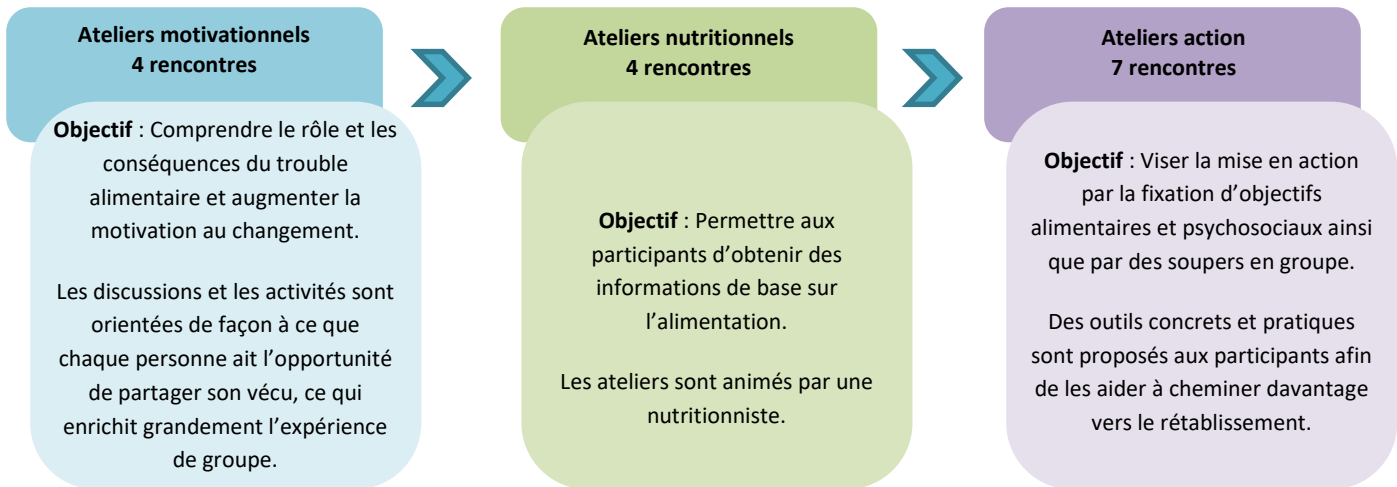 Ateliers motivationnels
4 rencontres
Objectif : Comprendre le rôle et les
conséquences du trouble
alimentaire et augmenter la
motivation au changement.
Les discussions et les activités sont
orientées de façon à ce que
chaque personne ait l’opportunité
de partager son vécu, ce qui
enrichit grandement l’expérience
de groupe.
Ateliers nutritionnels
4 rencontres
Objectif : Permettre aux
participants d’obtenir des
informations de base sur
l’alimentation.
Les ateliers sont animés par une
nutritionniste.
Ateliers action
7 rencontres
Objectif : Viser la mise en action
par la fixation d’objectifs
alimentaires et psychosociaux ainsi
que par des soupers en groupe.
Des outils concrets et pratiques
sont proposés aux participants afin
de les aider à cheminer davantage
vers le rétablissement.